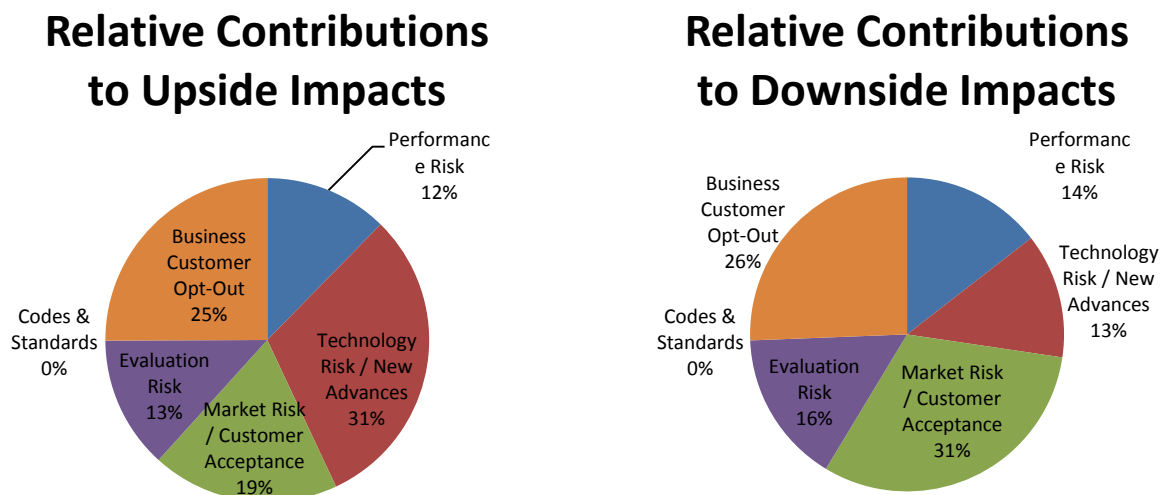 Relative Contributions
to Upside Impacts
Performanc
e Risk
12%
Technology
Risk / New
Advances
31%
Market Risk
/ Customer
Acceptance
19%
Evaluation
Risk
13%
Codes &
Standards
0%
Business
Customer
Opt-Out
25%
Relative Contributions
to Downside Impacts
Performanc
e Risk
14%
Technology
Risk / New
Advances
13%
Market Risk
/ Customer
Acceptance
31%
Evaluation
Risk
16%
Codes &
Standards
0%
Business
Customer
Opt-Out
26%